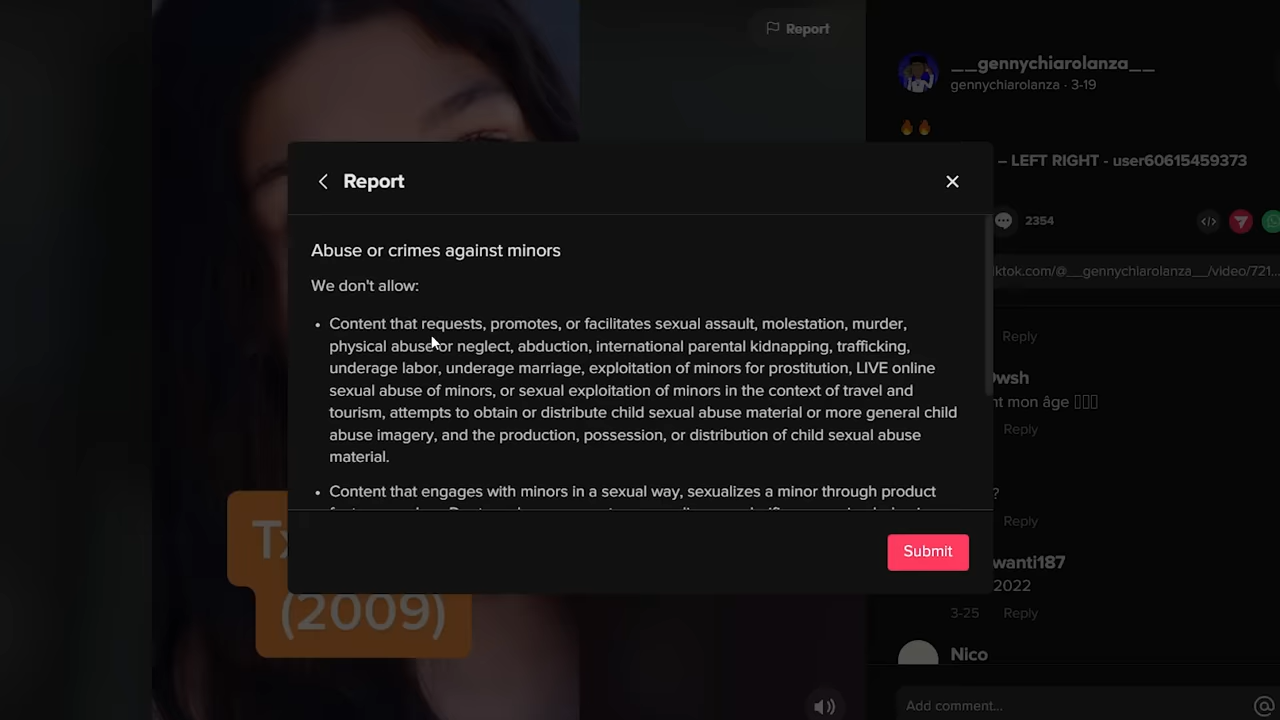 Report
__gennychiarolanza__
gennychiarolanza · 3-19
– LEFT RIGHT - user60615459373
Report
2354
Abuse or crimes against minors
We don't allow:
• Content that requests, promotes, or facilitates sexual assault, molestation, murder,
physical abuse or neglect, abduction, international parental kidnapping, trafficking,
underage labor, underage marriage, exploitation of minors for prostitution, LIVE online
sexual abuse of minors, or sexual exploitation of minors in the context of travel and
tourism, attempts to obtain or distribute child sexual abuse material or more general child
abuse imagery, and the production, possession, or distribution of child sexual abuse
material.
• Content that engages with minors in a sexual way, sexualizes a minor through product
Submit
iktok.com/@__gennychiarolanza__/video/721...
Reply
mon âge
Reply
?
Reply
wanti187
2022
3-25 Reply
Nico
Add comment...
@
(2009)